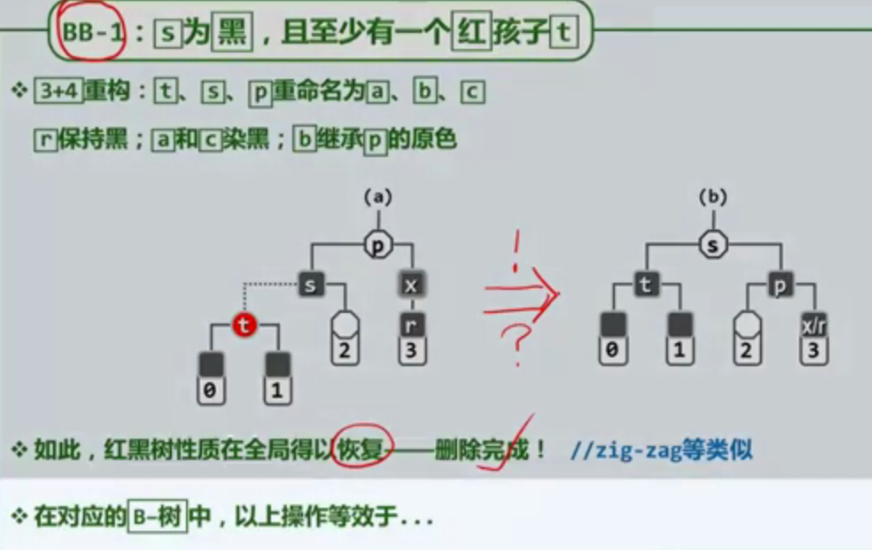 BB-1：s为黑，且至少有一个红孩子t
❖ 3+4重构：t、s、p重命名为a、b、c
r保持黑；a和c染黑；b继承p的原色
(a) (b)
p ! s
s x t p
t r x/r
2 3 ? 0 1 2 3
0 1
❖ 如此，红黑树性质在全局得以恢复——删除完成！ //zig-zag等类似
❖ 在对应的B-树中，以上操作等效于...